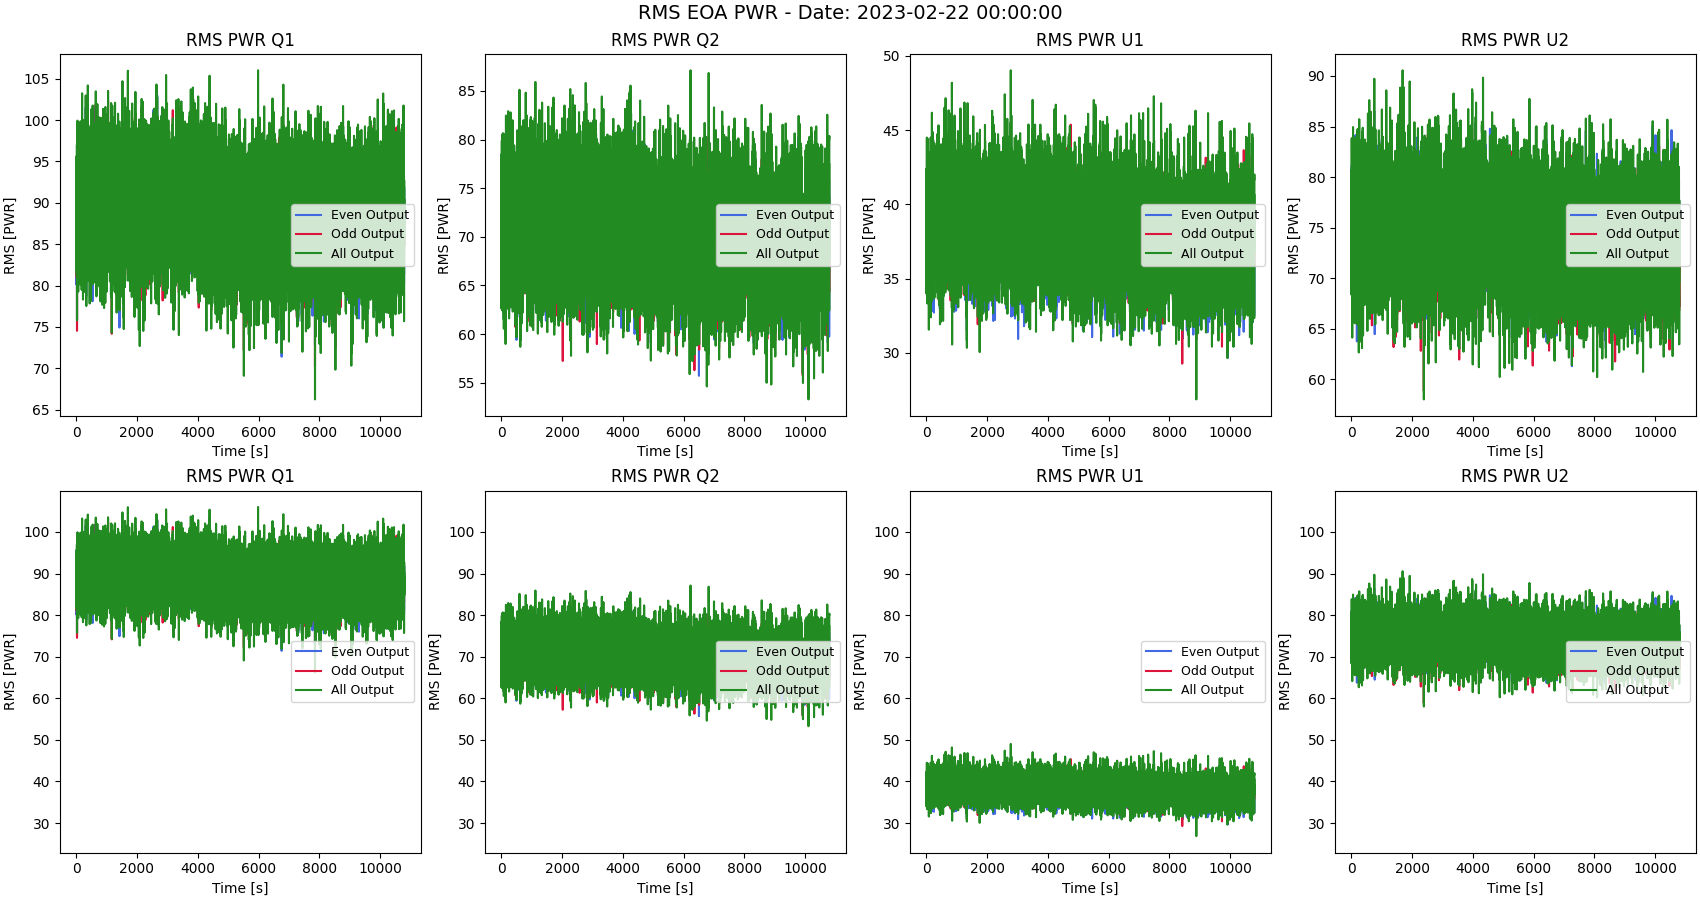 RMS EOA PWR - Date: 2023-02-22 00:00:00
RMS PWR Q1
RMS [PWR]
105
100
95
90
85
80
75
70
65
0 2000 4000 6000 8000 10000
Time [s]
Even Output
Odd Output
All Output
RMS PWR Q2
RMS [PWR]
85
80
75
70
65
60
55
0 2000 4000 6000 8000 10000
Time [s]
Even Output
Odd Output
All Output
RMS PWR U1
RMS [PWR]
50
45
40
35
30
0 2000 4000 6000 8000 10000
Time [s]
Even Output
Odd Output
All Output
RMS PWR U2
RMS [PWR]
90
85
80
75
70
65
60
0 2000 4000 6000 8000 10000
Time [s]
Even Output
Odd Output
All Output
RMS PWR Q1
RMS [PWR]
100
90
80
70
60
50
40
30
0 2000 4000 6000 8000 10000
Time [s]
Even Output
Odd Output
All Output
RMS PWR Q2
RMS [PWR]
100
90
80
70
60
50
40
30
0 2000 4000 6000 8000 10000
Time [s]
Even Output
Odd Output
All Output
RMS PWR U1
RMS [PWR]
100
90
80
70
60
50
40
30
0 2000 4000 6000 8000 10000
Time [s]
Even Output
Odd Output
All Output
RMS PWR U2
RMS [PWR]
100
90
80
70
60
50
40
30
0 2000 4000 6000 8000 10000
Time [s]
Even Output
Odd Output
All Output